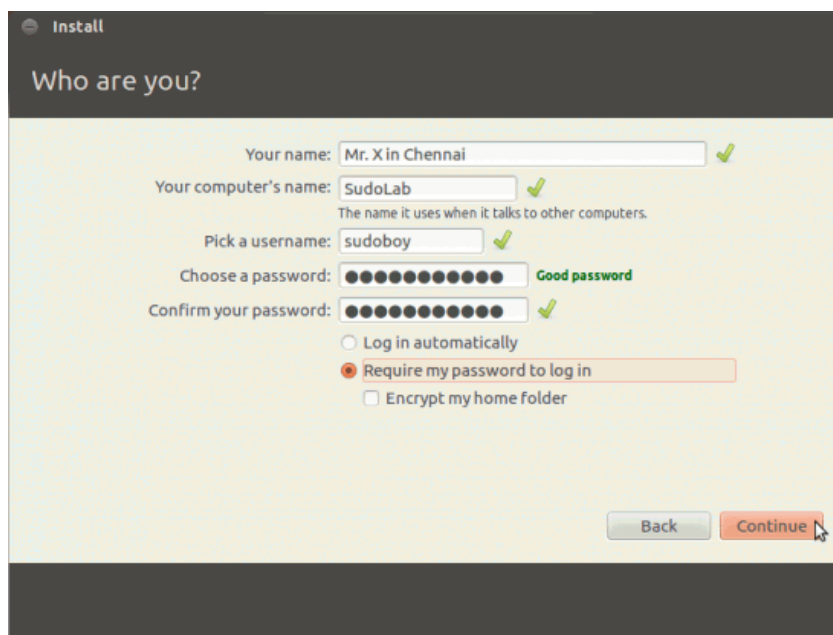 Install
Who are you?
Your name: Mr. X in Chennai
Your computer's name: SudoLab
The name it uses when it talks to other computers.
Pick a username: sudoboy
Choose a password: ●●●●●●●●●●● Good password
Confirm your password: ●●●●●●●●●●●
Log in automatically
Require my password to log in
Encrypt my home folder
Back Continue